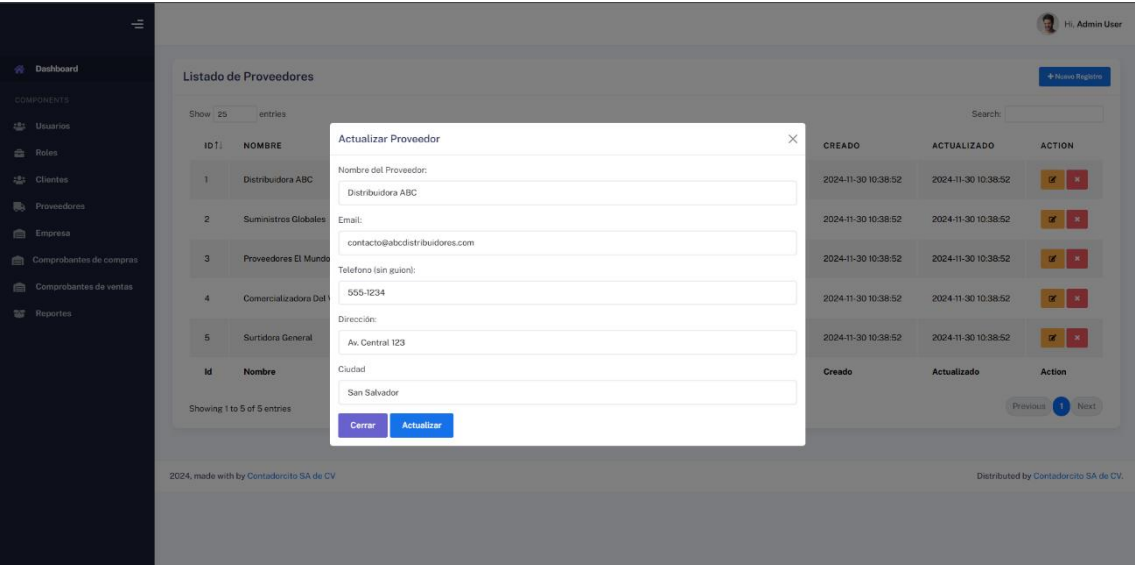 Hi, Admin User
Dashboard
COMPONENTS
Usuarios
Roles
Clientes
Proveedores
Empresa
Comprobantes de compras
Comprobantes de ventas
Reportes
Listado de Proveedores
+ Nuevo Registro
Show 25 entries
Search:
ID NOMBRE CREADO ACTUALIZADO ACTION
1 Distribuidora ABC 2024-11-30 10:38:52 2024-11-30 10:38:52
2 Suministros Globales 2024-11-30 10:38:52 2024-11-30 10:38:52
3 Proveedores El Mundo 2024-11-30 10:38:52 2024-11-30 10:38:52
4 Comercializadora Del 2024-11-30 10:38:52 2024-11-30 10:38:52
5 Surtidora General 2024-11-30 10:38:52 2024-11-30 10:38:52
Id Nombre Creado Actualizado Action
Showing 1 to 5 of 5 entries
Previous 1 Next
Actualizar Proveedor
Nombre del Proveedor:
Distribuidora ABC
Email:
contacto@abcdistribuidores.com
Telefono (sin guion):
555-1234
Dirección:
Av. Central 123
Ciudad
San Salvador
Cerrar Actualizar
2024, made with by Contadorcito SA de CV
Distributed by Contadorcito SA de CV.